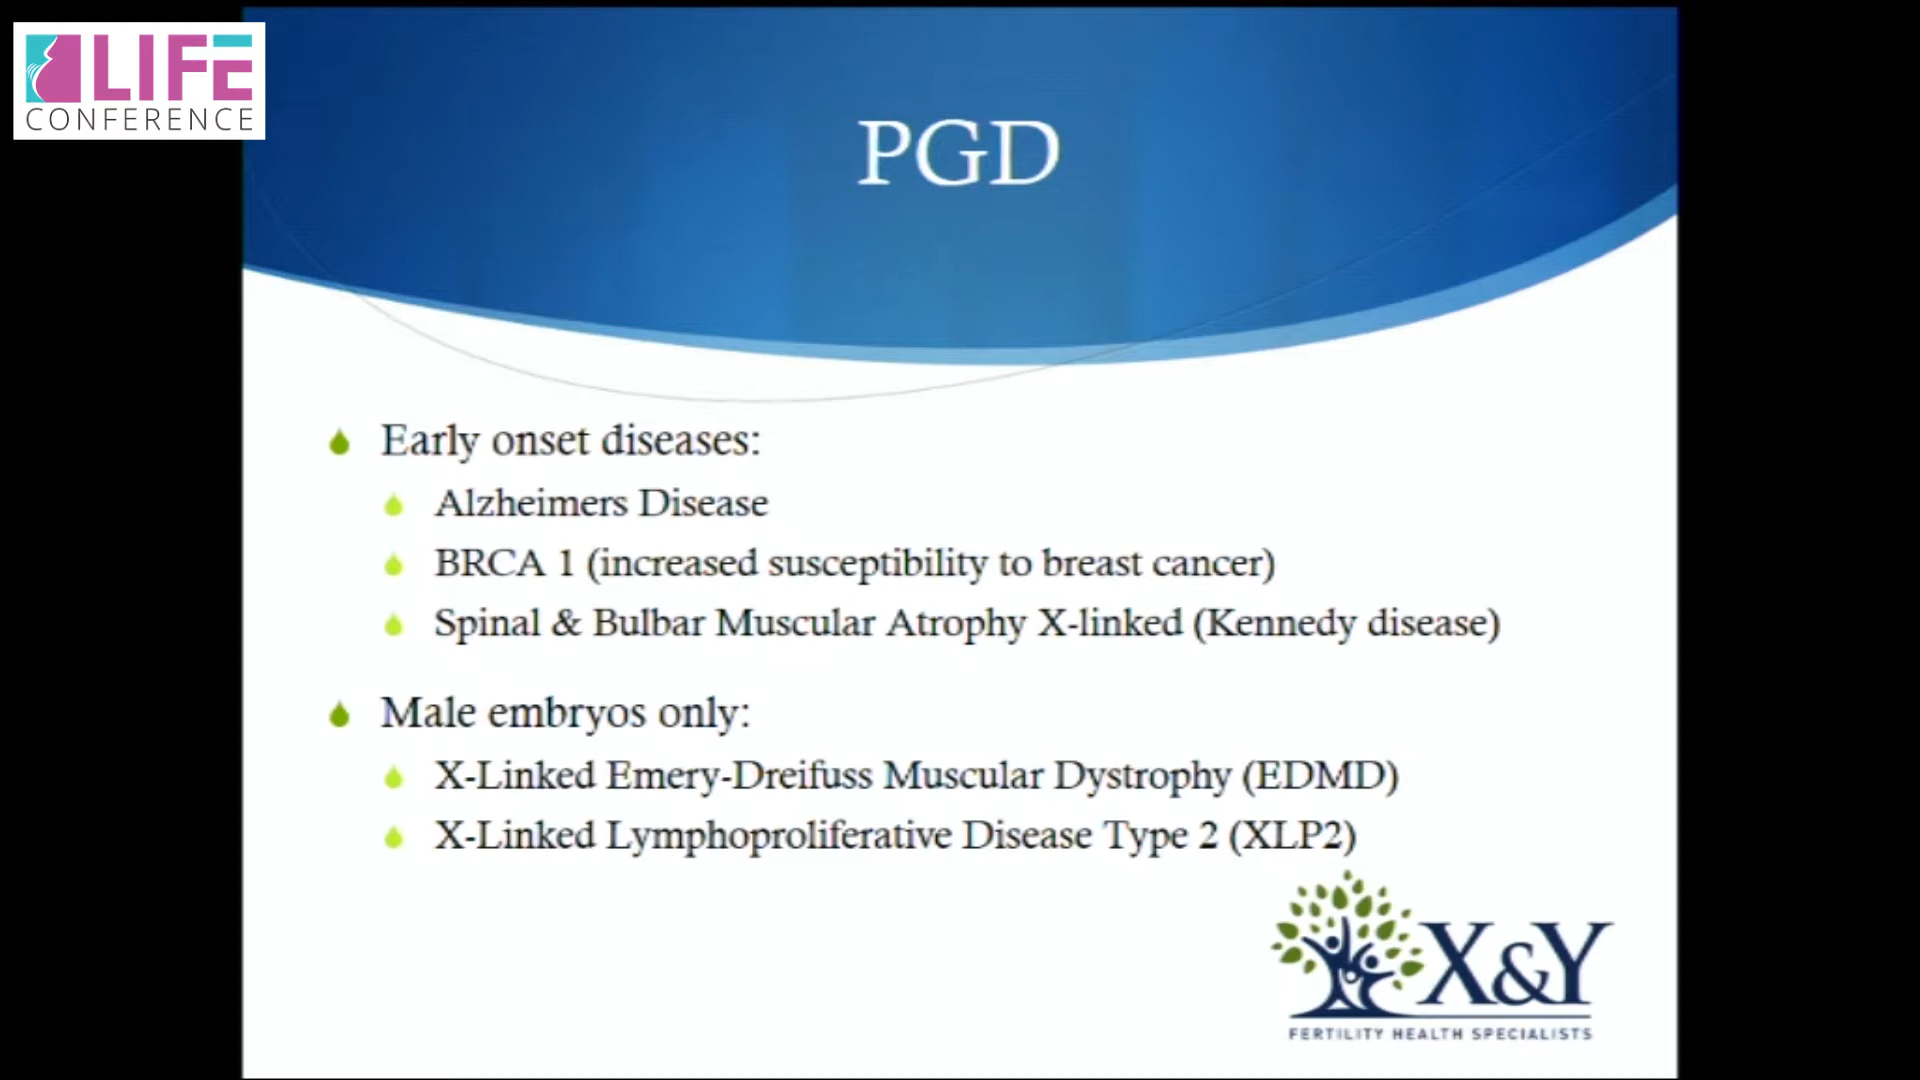 LIFE
CONFERENCE
PGD
Early onset diseases:
Alzheimers Disease
BRCA 1 (increased susceptibility to breast cancer)
Spinal & Bulbar Muscular Atrophy X-linked (Kennedy disease)
Male embryos only:
X-Linked Emery-Dreifuss Muscular Dystrophy (EDMD)
X-Linked Lymphoproliferative Disease Type 2 (XLP2)
X&Y
FERTILITY HEALTH SPECIALISTS